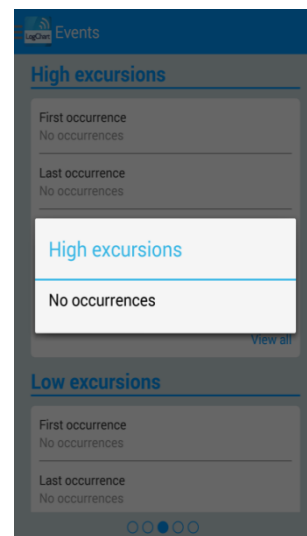 LogChart
Events
High excursions
First occurrence
No occurrences
Last occurrence
No occurrences
High excursions
No occurrences
View all
Low excursions
First occurrence
No occurrences
Last occurrence
No occurrences